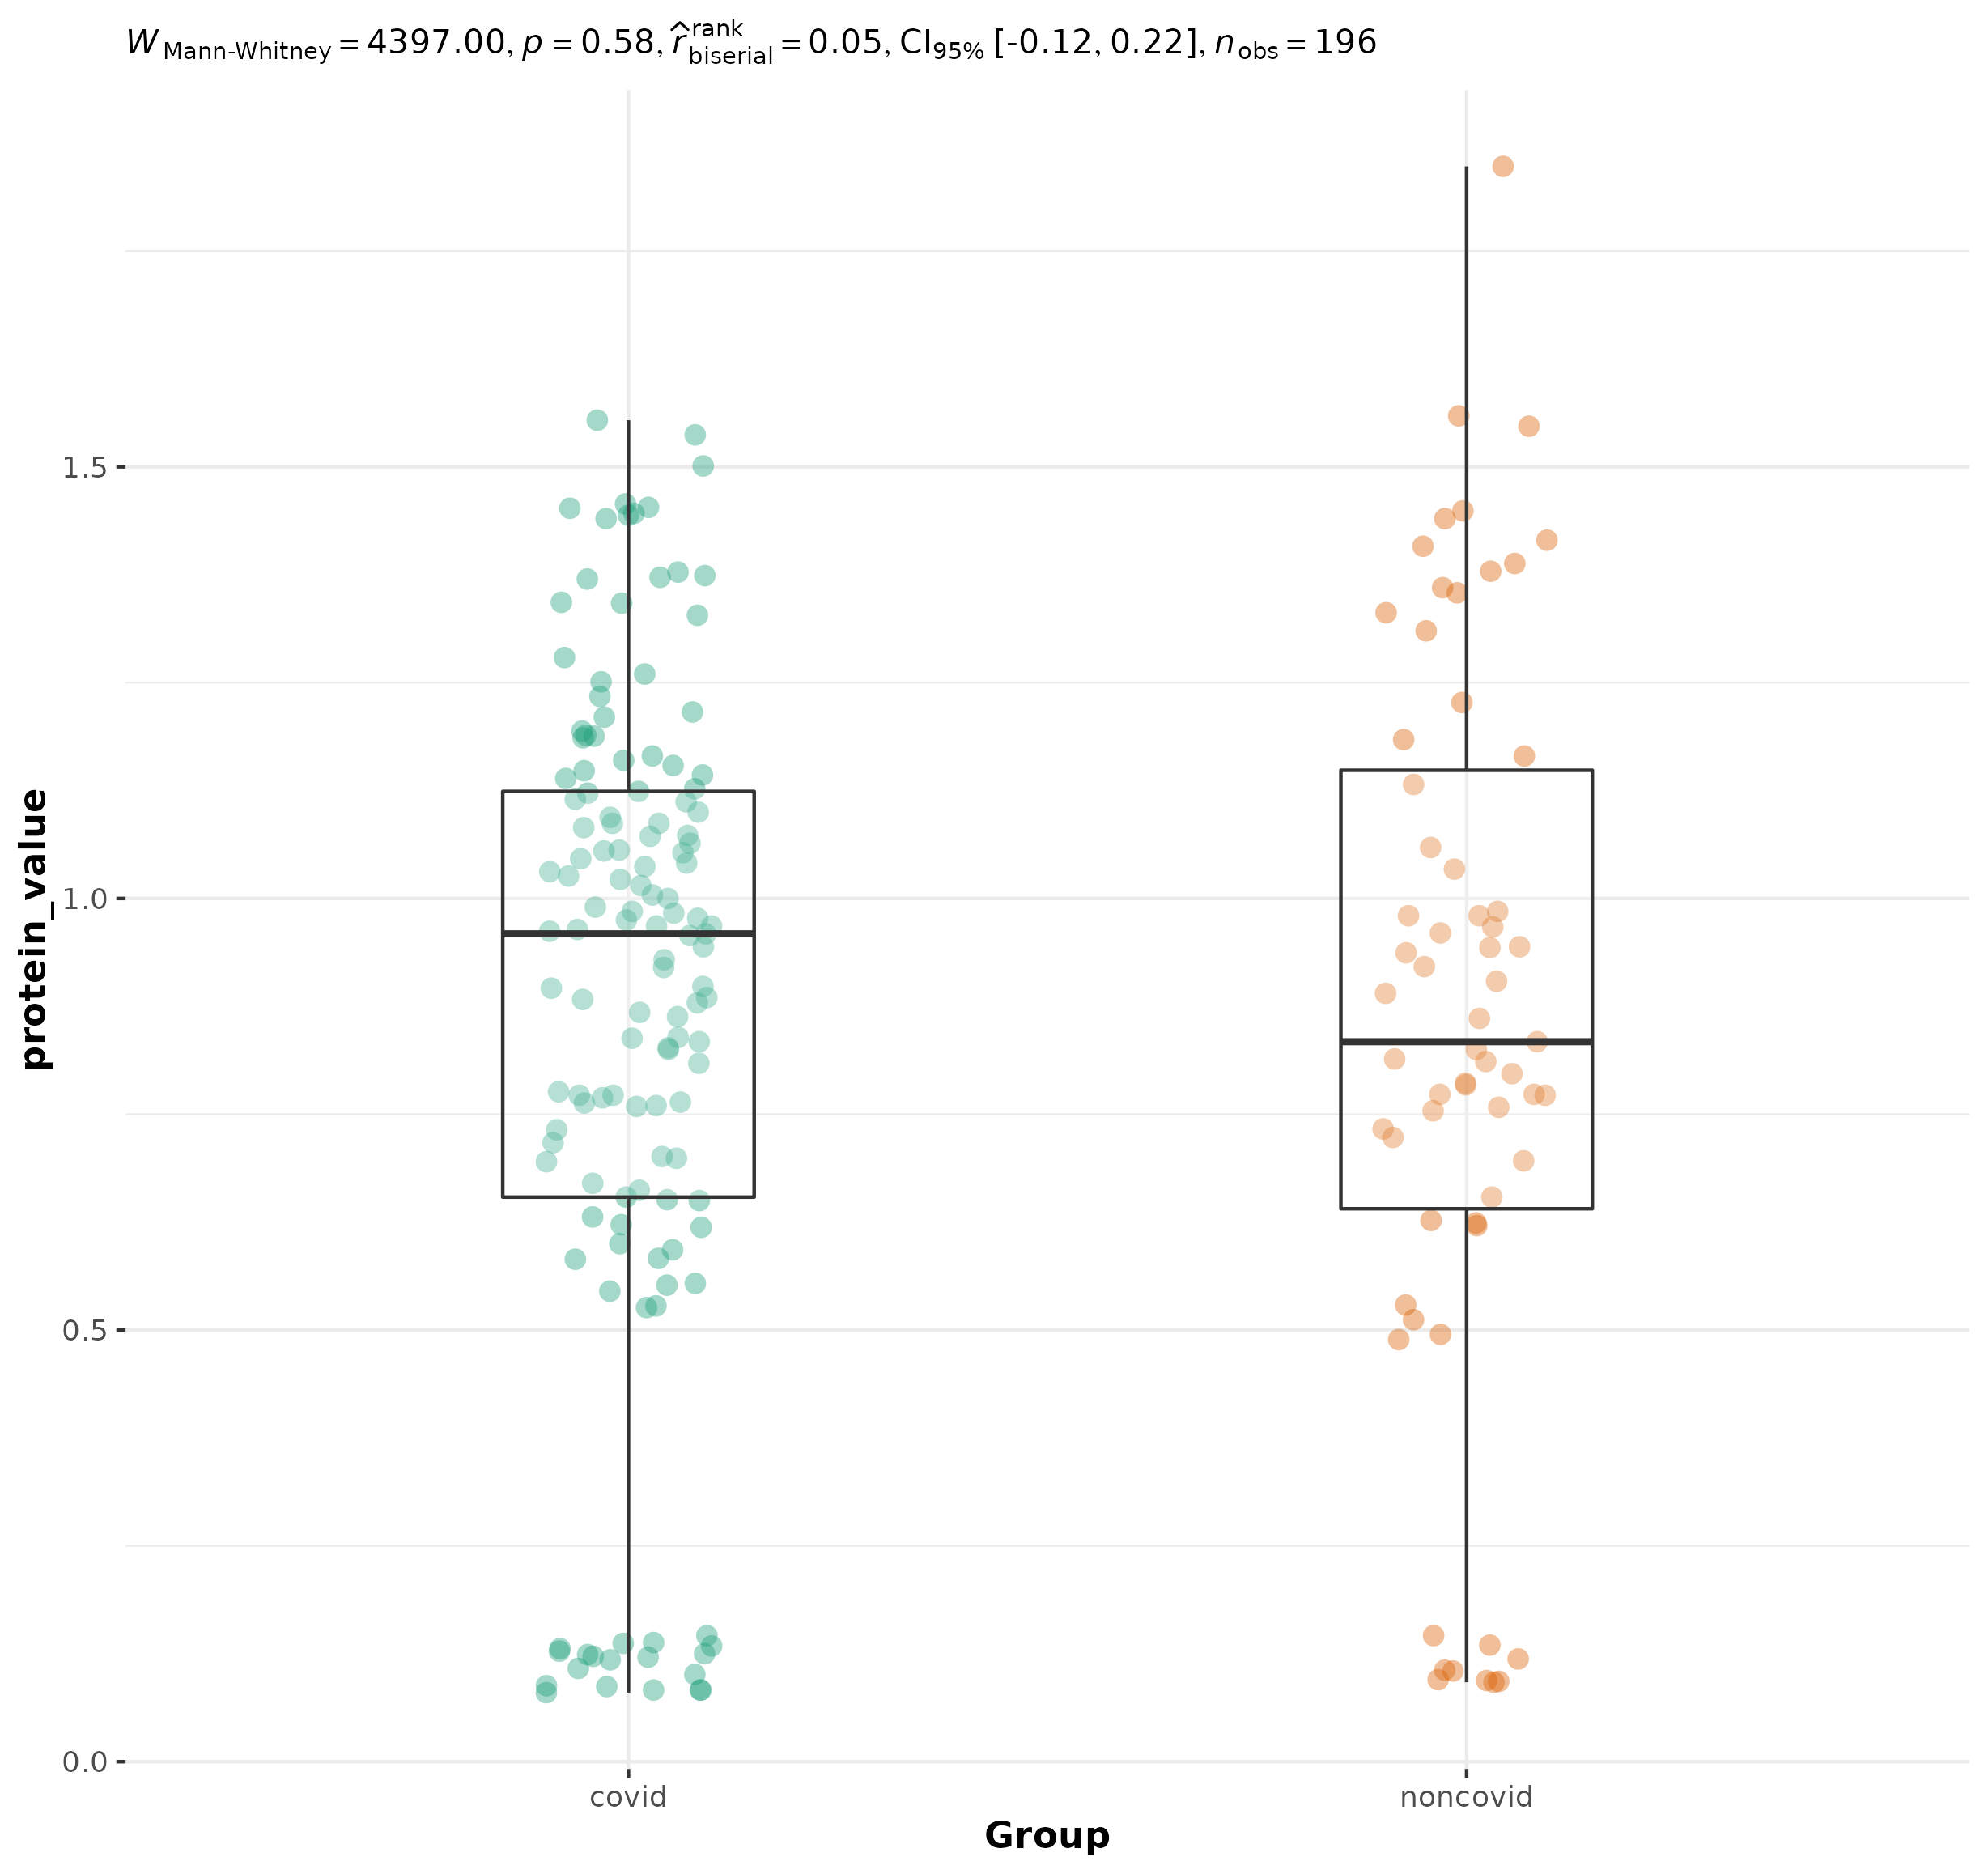 W Mann-Whitney = 4397.00, p = 0.58, r̂ rank biserial = 0.05, CI95% [-0.12, 0.22], nobs = 196
1.5
1.0
0.5
0.0
protein_value
covid noncovid
Group